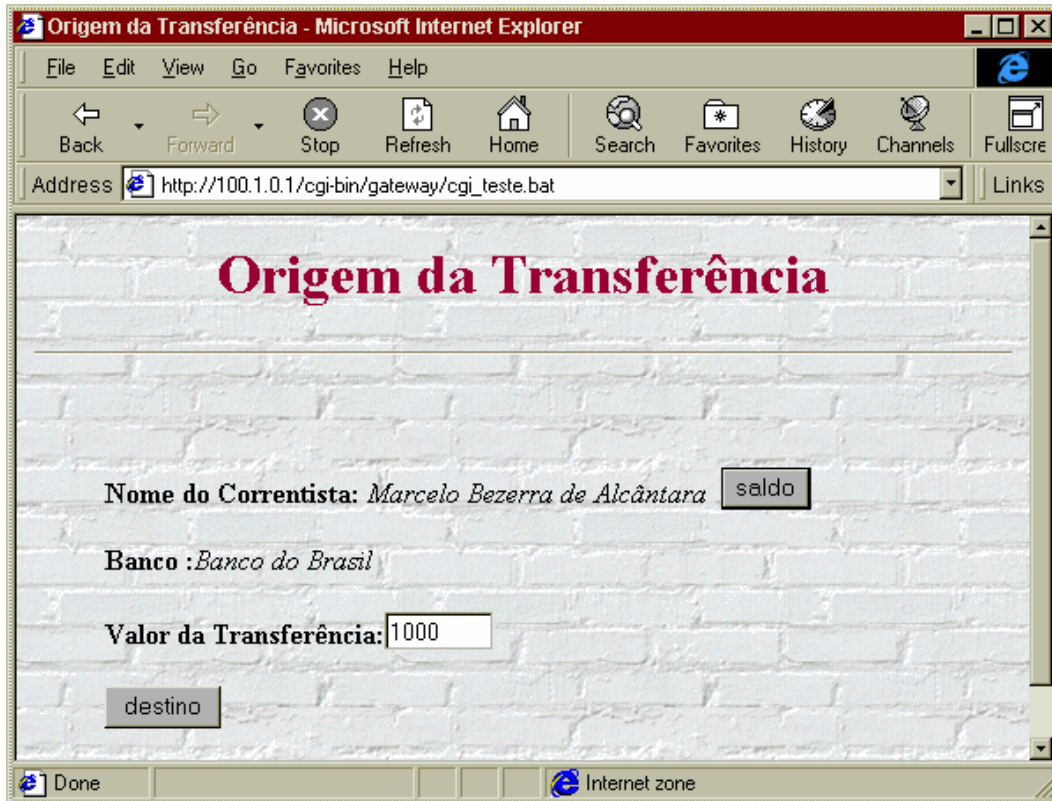 Origem da Transferência - Microsoft Internet Explorer
File Edit View Go Favorites Help
Back Forward Stop Refresh Home Search Favorites History Channels Fullscre
Address http://100.1.0.1/cgi-bin/gateway/cgi_teste.bat Links
Origem da Transferência
Nome do Correntista: Marcelo Bezerra de Alcântara saldo
Banco :Banco do Brasil
Valor da Transferência: 1000
destino
Done Internet zone